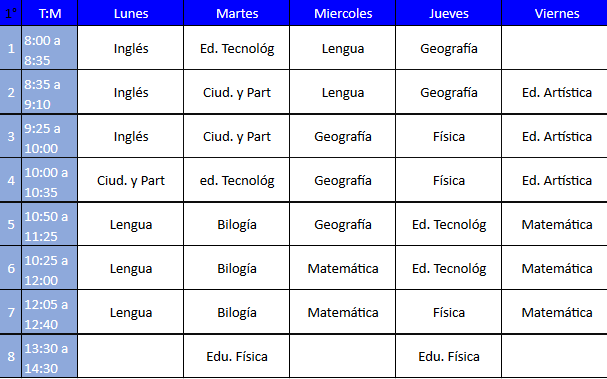 1° T:M Lunes Martes Miercoles Jueves Viernes
1 8:00 a 8:35 Inglés Ed. Tecnológ Lengua Geografía
2 8:35 a 9:10 Inglés Ciud. y Part Lengua Geografía Ed. Artística
3 9:25 a 10:00 Inglés Ciud. y Part Geografía Física Ed. Artística
4 10:00 a 10:35 Ciud. y Part ed. Tecnológ Geografía Física Ed. Artística
5 10:50 a 11:25 Lengua Bilogía Geografía Ed. Tecnológ Matemática
6 10:25 a 12:00 Lengua Bilogía Matemática Ed. Tecnológ Matemática
7 12:05 a 12:40 Lengua Bilogía Matemática Física Matemática
8 13:30 a 14:30 Edu. Física Edu. Física